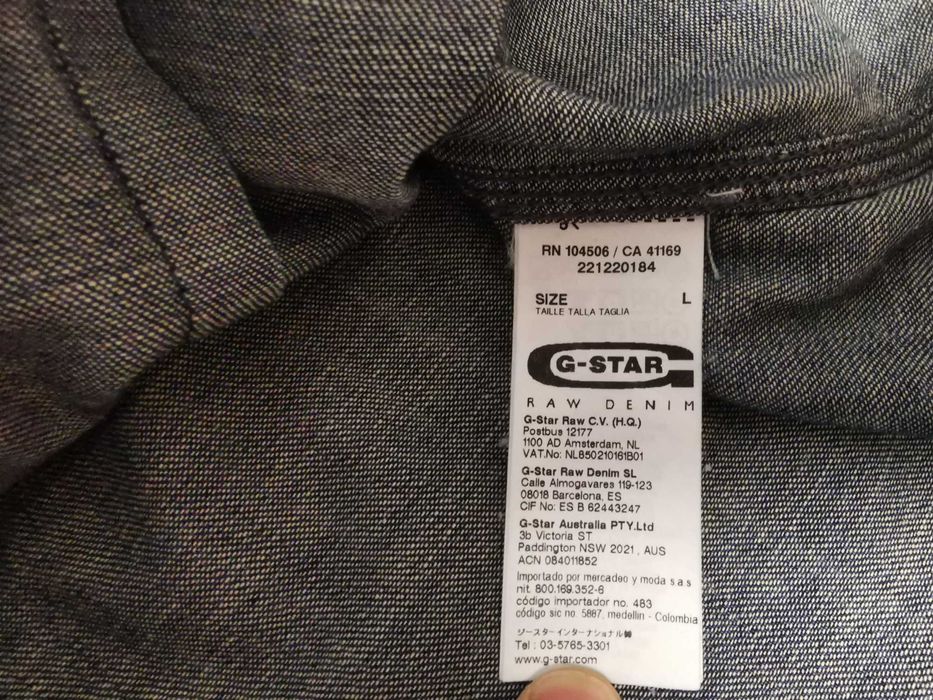 RN 104506 / CA 41169
221220184
SIZE L
TAILLE TALLA TAGLIA
G-STAR
RAW DENIM
G-Star Raw C.V. (H.Q.)
Postbus 12177
1100 AD Amsterdam, NL
VAT.No: NL850210161B01
G-Star Raw Denim SL
Calle Almogavares 119-123
08018 Barcelona, ES
CIF No: ES B 62443247
G-Star Australia PTY.Ltd
3b Victoria ST
Paddington NSW 2021, AUS
ACN 084011852
Importado por mercadeo y moda s.a.s
nit. 800.169.352-6
código importador no. 483
código sic no. 5887, medellin - Colombia
ジースターインターナショナル㈱
Tel : 03-5765-3301
www.g-star.com